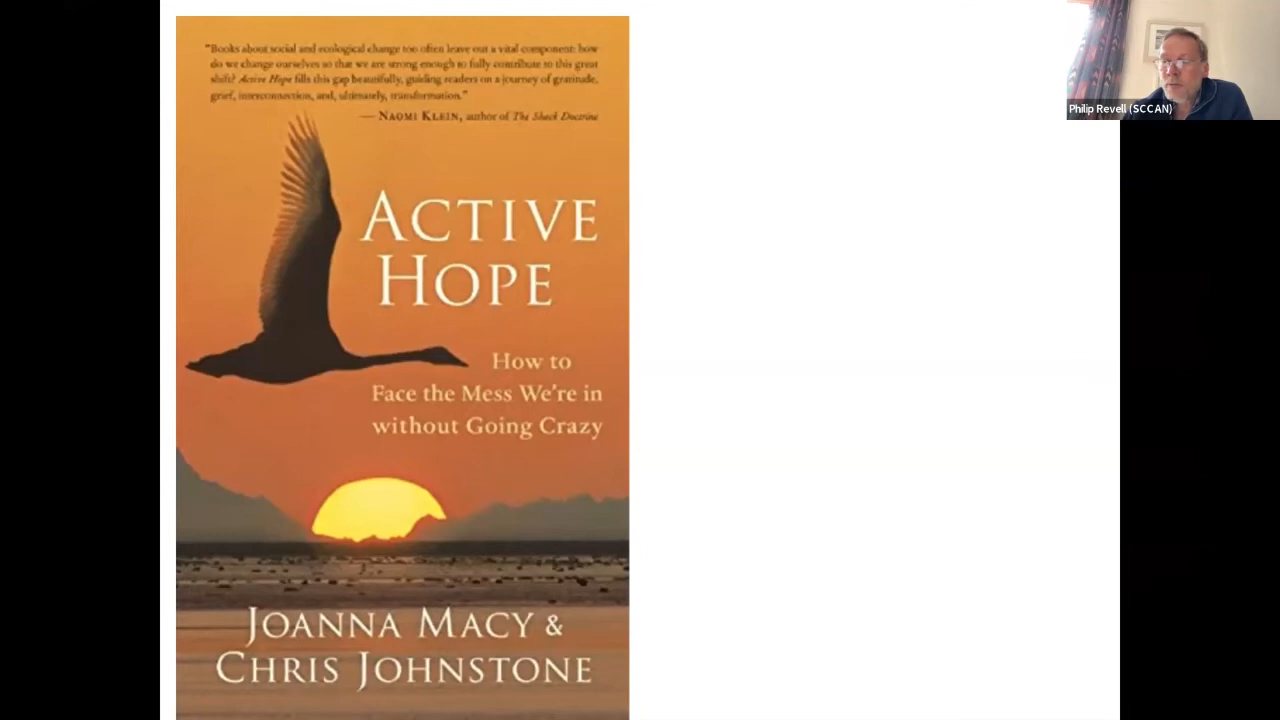 "Books about social and ecological change too often leave out a vital component: how
do we change ourselves so that we are strong enough to fully contribute to this great
shift? Active Hope fills this gap beautifully, guiding readers on a journey of gratitude,
grief, interconnection, and, ultimately, transformation."
— NAOMI KLEIN, author of The Shock Doctrine
ACTIVE
HOPE
How to
Face the Mess We're in
without Going Crazy
JOANNA MACY &
CHRIS JOHNSTONE
Philip Revell (SCCAN)